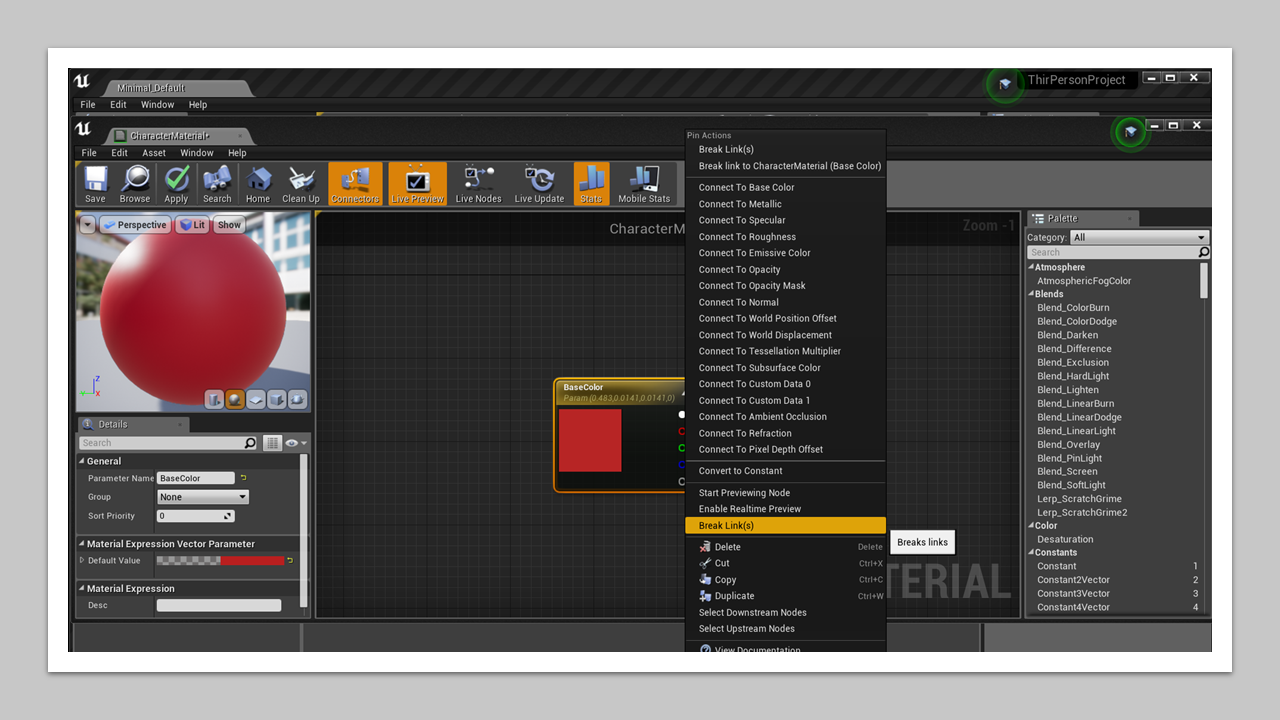 Minimal_Default
ThirPersonProject
File Edit Window Help
CharacterMaterial*
File Edit Asset Window Help
Save Browse Apply Search Home Clean Up Connectors Live Preview Live Nodes Live Update Stats Mobile Stats
Perspective Lit Show
Z
X
Details
Search
General
Parameter Name BaseColor
Group None
Sort Priority 0
Material Expression Vector Parameter
Default Value
Material Expression
Desc
CharacterM
Zoom -1
BaseColor
Param (0.483,0.0141,0.0141,0)
TERIAL
Pin Actions
Break Link(s)
Break link to CharacterMaterial (Base Color)
Connect To Base Color
Connect To Metallic
Connect To Specular
Connect To Roughness
Connect To Emissive Color
Connect To Opacity
Connect To Opacity Mask
Connect To Normal
Connect To World Position Offset
Connect To World Displacement
Connect To Tessellation Multiplier
Connect To Subsurface Color
Connect To Custom Data 0
Connect To Custom Data 1
Connect To Ambient Occlusion
Connect To Refraction
Connect To Pixel Depth Offset
Convert to Constant
Start Previewing Node
Enable Realtime Preview
Break Link(s)
Breaks links
Delete Delete
Cut Ctrl+X
Copy Ctrl+C
Duplicate Ctrl+W
Select Downstream Nodes
Select Upstream Nodes
View Documentation
Palette
Category: All
Search
Atmosphere
AtmosphericFogColor
Blends
Blend_ColorBurn
Blend_ColorDodge
Blend_Darken
Blend_Difference
Blend_Exclusion
Blend_HardLight
Blend_Lighten
Blend_LinearBurn
Blend_LinearDodge
Blend_LinearLight
Blend_Overlay
Blend_PinLight
Blend_Screen
Blend_SoftLight
Lerp_ScratchGrime
Lerp_ScratchGrime2
Color
Desaturation
Constants
Constant 1
Constant2Vector 2
Constant3Vector 3
Constant4Vector 4